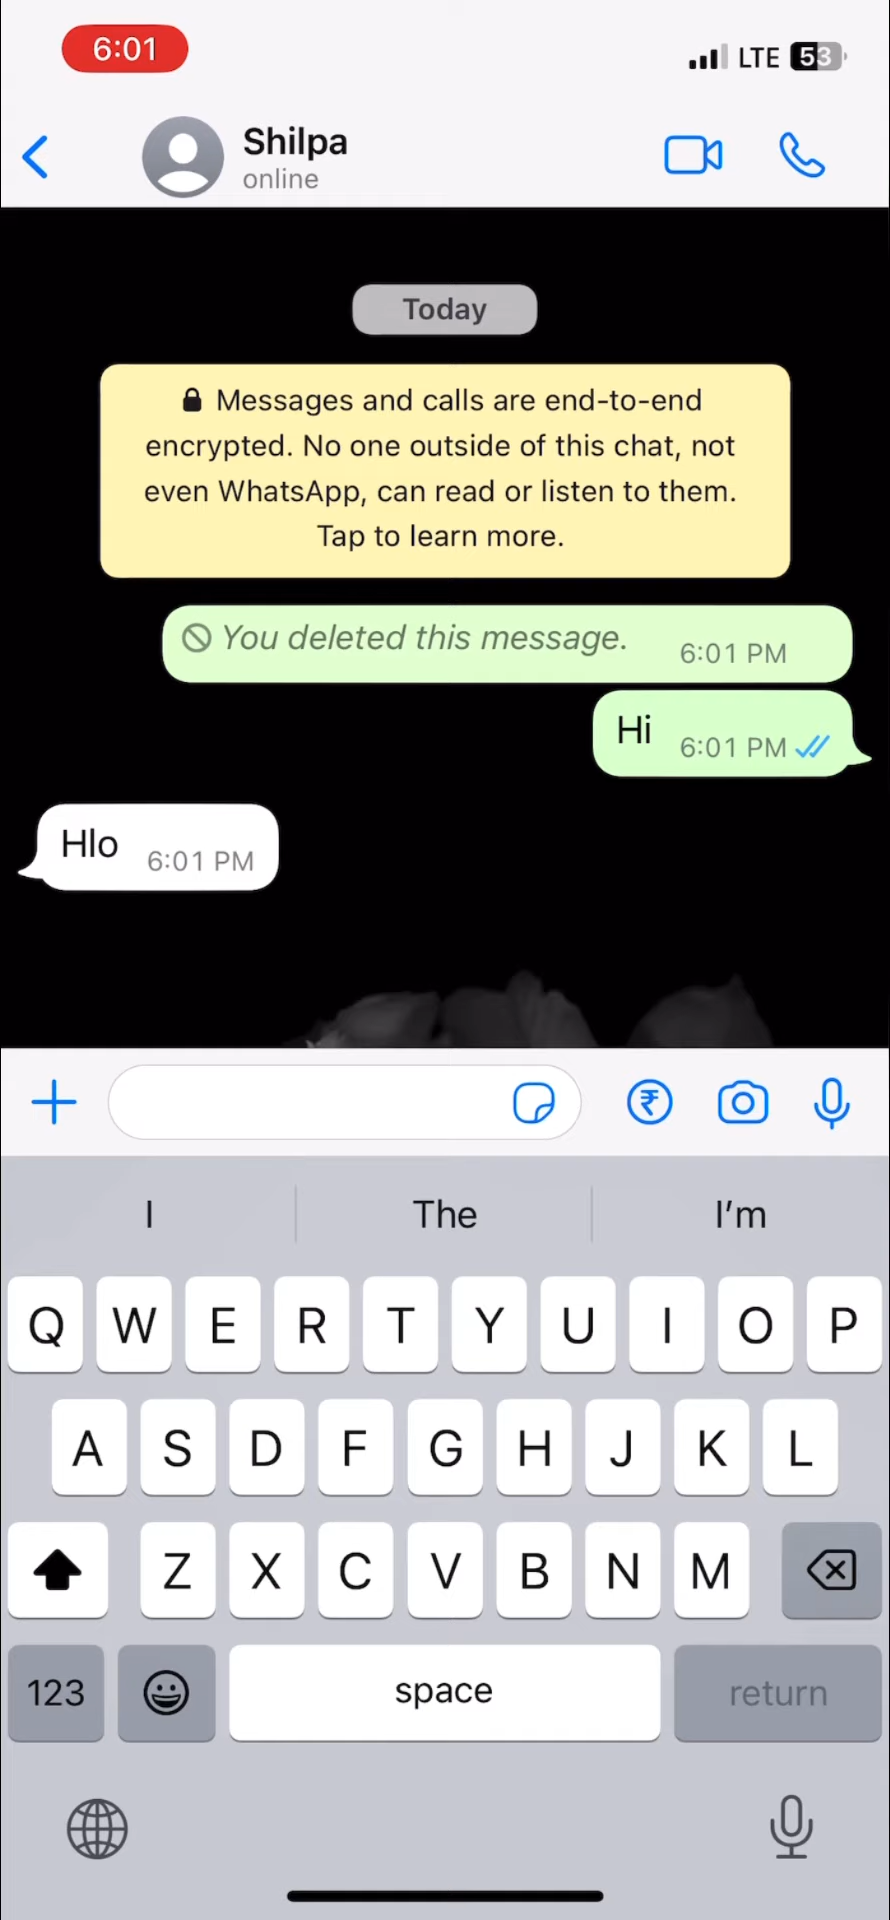 6:01
LTE 53
Shilpa
online
Today
Messages and calls are end-to-end
encrypted. No one outside of this chat, not
even WhatsApp, can read or listen to them.
Tap to learn more.
You deleted this message. 6:01 PM
Hi 6:01 PM
Hlo 6:01 PM
₹
I The I’m
Q W E R T Y U I O P
A S D F G H J K L
Z X C V B N M
123 space return